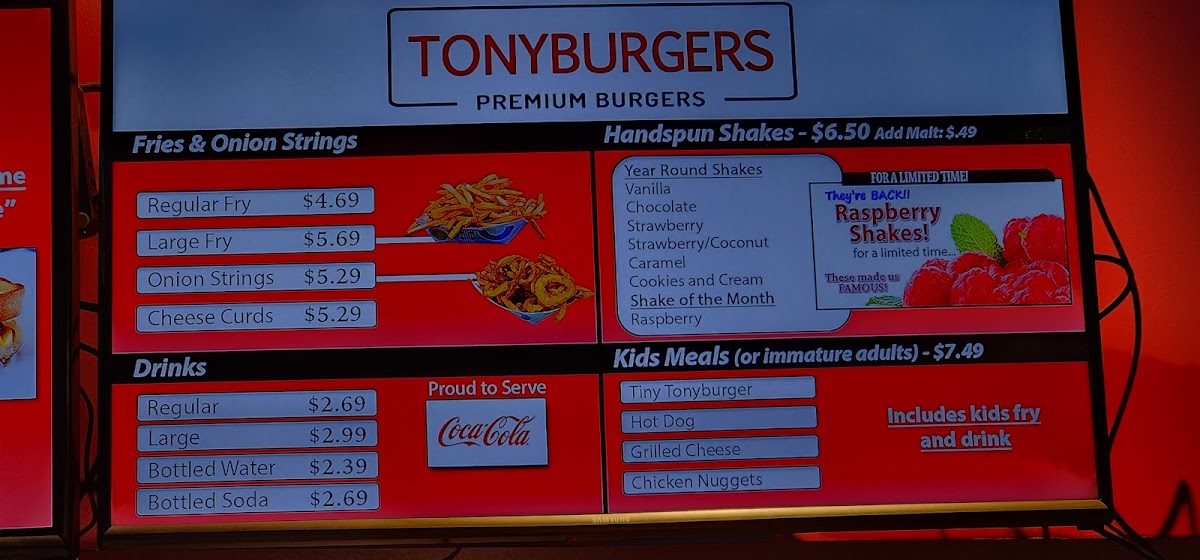 me
e"
TONYBURGERS
PREMIUM BURGERS
Fries & Onion Strings
Regular Fry $4.69
Large Fry $5.69
Onion Strings $5.29
Cheese Curds $5.29
Handspun Shakes - $6.50 Add Malt: $.49
Year Round Shakes
Vanilla
Chocolate
Strawberry
Strawberry/Coconut
Caramel
Cookies and Cream
Shake of the Month
Raspberry
FOR A LIMITED TIME!
They're BACK!!
Raspberry
Shakes!
for a limited time...
These made us
FAMOUS!
Drinks
Regular $2.69
Large $2.99
Bottled Water $2.39
Bottled Soda $2.69
Proud to Serve
Coca-Cola
Kids Meals (or immature adults) - $7.49
Tiny Tonyburger
Hot Dog
Grilled Cheese
Chicken Nuggets
Includes kids fry
and drink
SAMSUNG